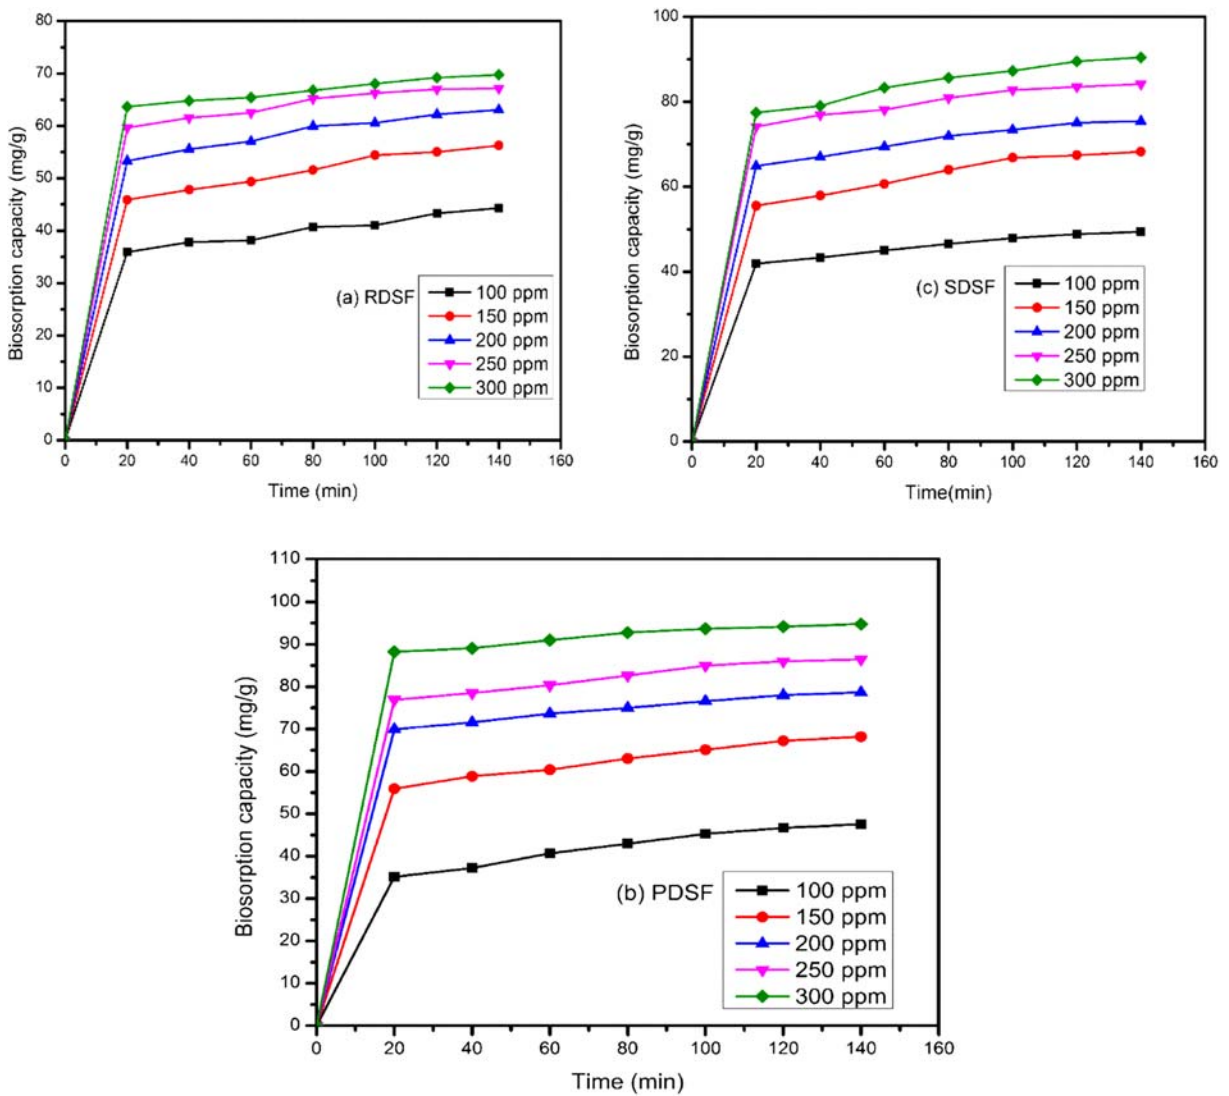 80
70
60
50
40
30
20
10
0
Biosorption capacity (mg/g)
(a) RDSF
100 ppm
150 ppm
200 ppm
250 ppm
300 ppm
0 20 40 60 80 100 120 140 160
Time (min)
100
80
60
40
20
0
Biosorption capacity (mg/g)
(c) SDSF
100 ppm
150 ppm
200 ppm
250 ppm
300 ppm
0 20 40 60 80 100 120 140 160
Time(min)
110
100
90
80
70
60
50
40
30
20
10
0
Biosorption capacity (mg/g)
(b) PDSF
100 ppm
150 ppm
200 ppm
250 ppm
300 ppm
0 20 40 60 80 100 120 140 160
Time (min)